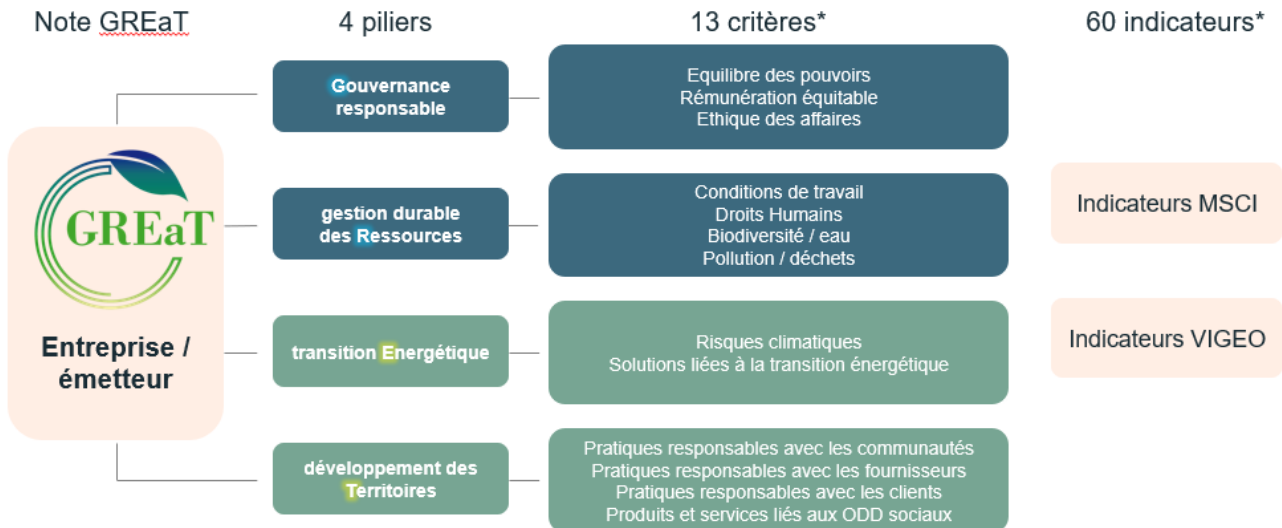 Note GREaT
4 piliers
13 critères*
60 indicateurs*
GREaT
Entreprise /
émetteur
Gouvernance
responsable
Equilibre des pouvoirs
Rémunération équitable
Ethique des affaires
gestion durable
des Ressources
Conditions de travail
Droits Humains
Biodiversité / eau
Pollution / déchets
transition Energétique
Risques climatiques
Solutions liées à la transition énergétique
développement des
Territoires
Pratiques responsables avec les communautés
Pratiques responsables avec les fournisseurs
Pratiques responsables avec les clients
Produits et services liés aux ODD sociaux
Indicateurs MSCI
Indicateurs VIGEO